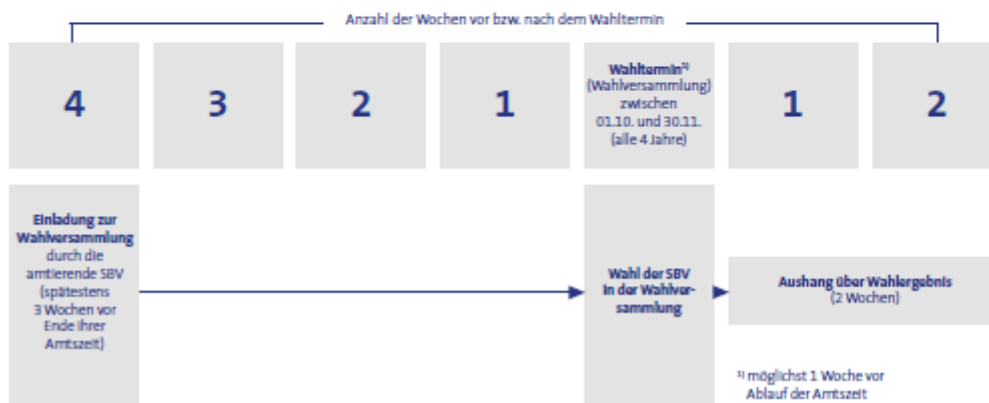 Anzahl der Wochen vor bzw. nach dem Wahltermin
4
3
2
1
Wahltermin¹⁾
(Wahlversammlung)
zwischen
01.10. und 30.11.
(alle 4 Jahre)
1
2
Einladung zur
Wahlversammlung
durch die
amtierende SBV
(spätestens
3 Wochen vor
Ende ihrer
Amtszeit)
Wahl der SBV
in der Wahlver-
sammlung
Aushang über Wahlergebnis
(2 Wochen)
¹⁾ möglichst 1 Woche vor
Ablauf der Amtszeit